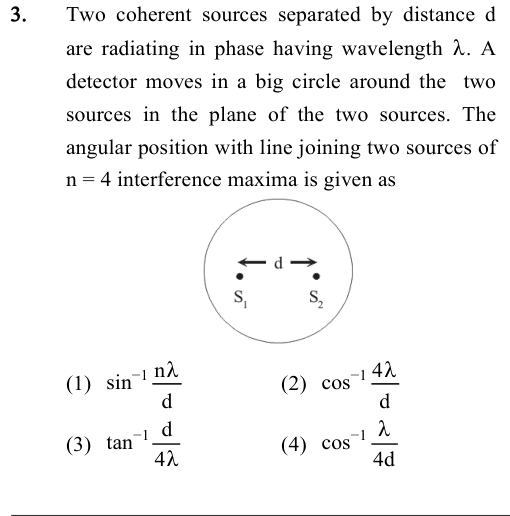 3. Two coherent sources separated by distance d
are radiating in phase having wavelength λ. A
detector moves in a big circle around the two
sources in the plane of the two sources. The
angular position with line joining two sources of
n = 4 interference maxima is given as
d
S₁ S₂
(1) sin⁻¹ nλ/d (2) cos⁻¹ 4λ/d
(3) tan⁻¹ d/4λ (4) cos⁻¹ λ/4d